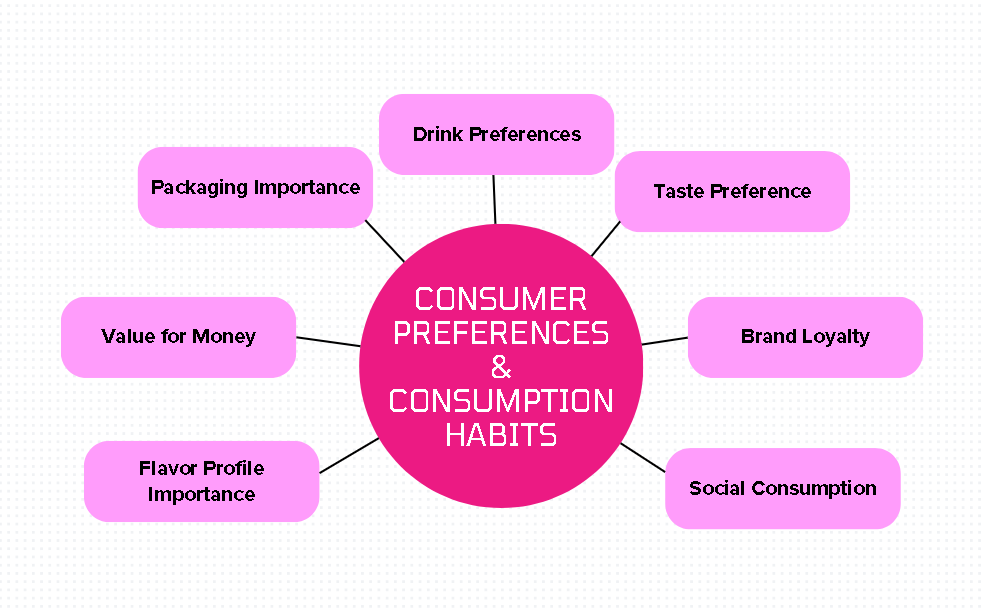 Drink Preferences
Packaging Importance
Taste Preference
CONSUMER
PREFERENCES
&
CONSUMPTION
HABITS
Value for Money
Brand Loyalty
Flavor Profile
Importance
Social Consumption